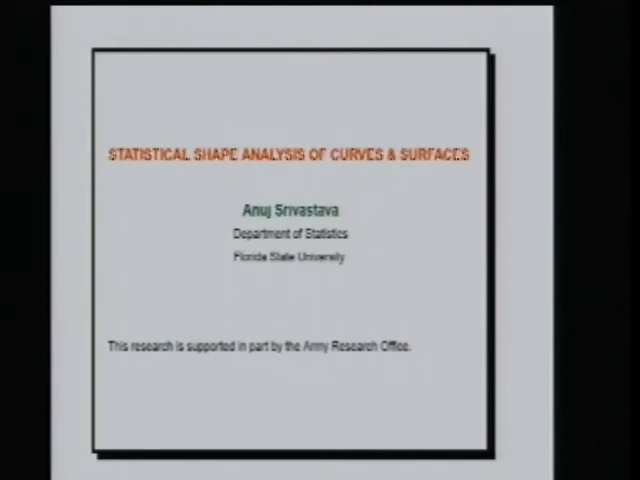 STATISTICAL SHAPE ANALYSIS OF CURVES & SURFACES
Anuj Srivastava
Department of Statistics
Florida State University
This research is supported in part by the Army Research Office.